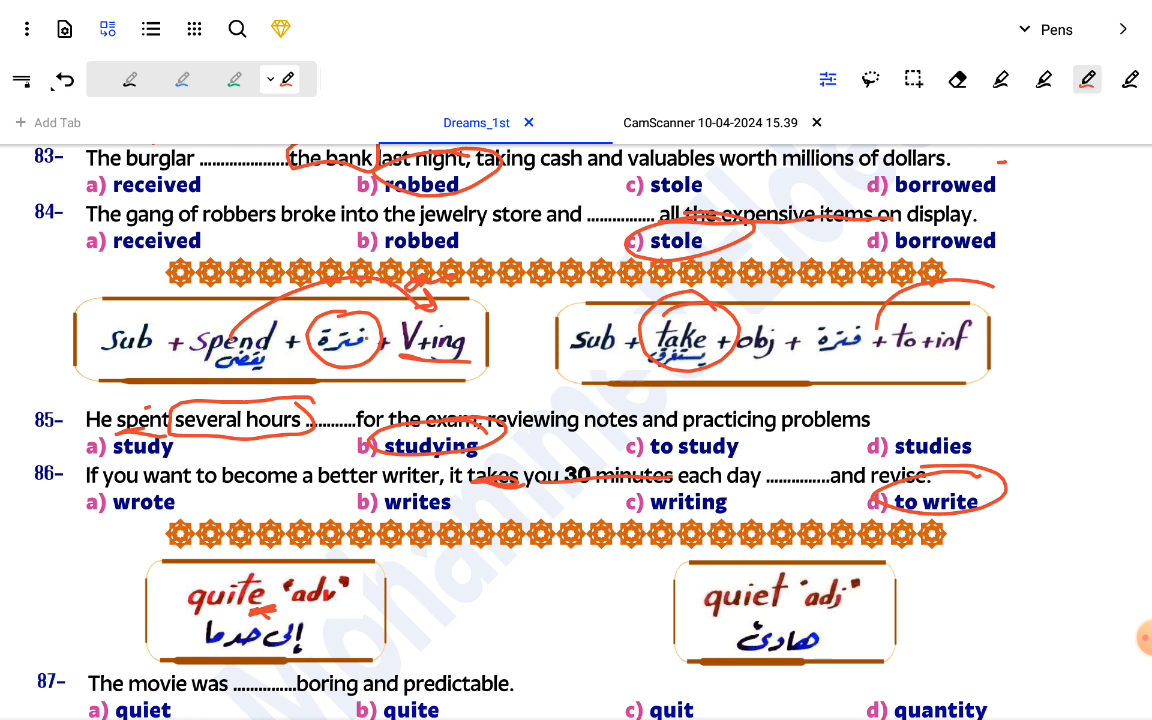 Pens
+ Add Tab
Dreams_1st ×
CamScanner 10-04-2024 15.39 ×
83- The burglar ..................... the bank last night, taking cash and valuables worth millions of dollars.
a) received b) robbed c) stole d) borrowed
84- The gang of robbers broke into the jewelry store and ............... all the expensive items on display.
a) received b) robbed c) stole d) borrowed
sub + spend + فترة + V+ing
يقضى
sub + take + obj + فترة + to+inf
يستغرق
85- He spent several hours ............for the exam, reviewing notes and practicing problems
a) study b) studying c) to study d) studies
86- If you want to become a better writer, it takes you 30 minutes each day ..............and revise.
a) wrote b) writes c) writing d) to write
quite "adv"
إلى حد ما
quiet "adj"
هادئ
87- The movie was ..............boring and predictable.
a) quiet b) quite c) quit d) quantity